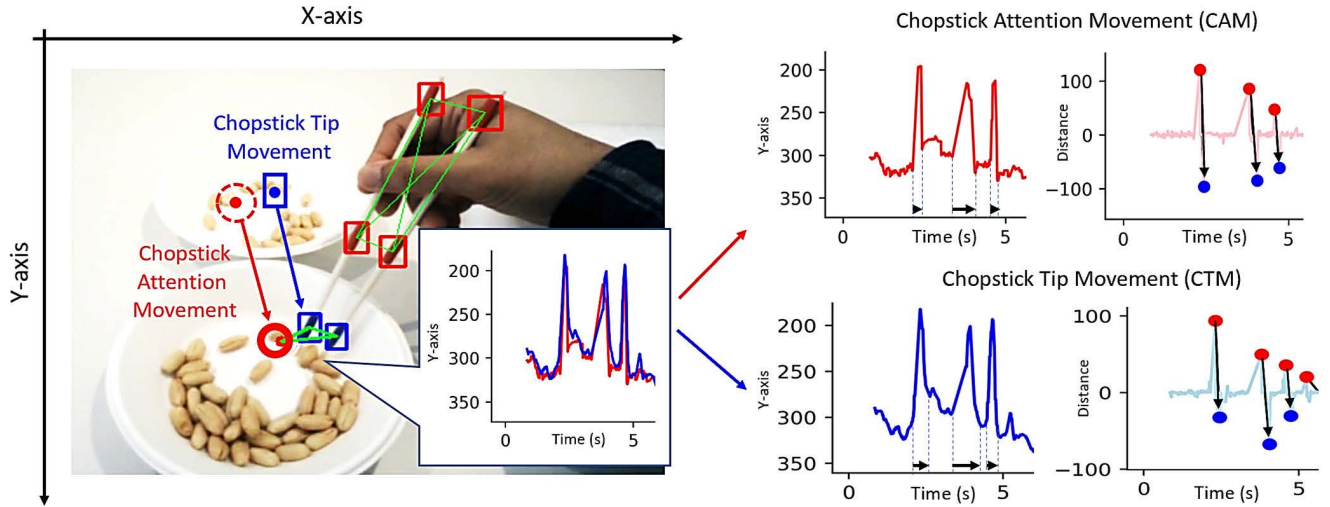 X-axis
Y-axis
Chopstick Tip
Movement
Chopstick
Attention
Movement
Y-axis
200
250
300
350
0
5
Time (s)
Chopstick Attention Movement (CAM)
Y-axis
200
250
300
350
0
5
Time (s)
Distance
100
0
−100
0
5
Time (s)
Chopstick Tip Movement (CTM)
Y-axis
200
250
300
350
0
5
Time (s)
Distance
100
0
−100
0
5
Time (s)